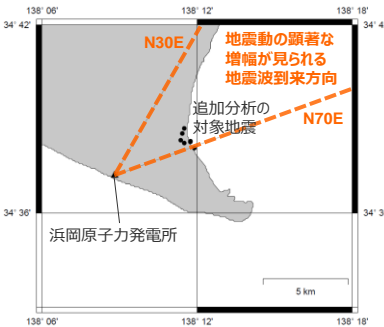 138° 06' 138° 12' 138° 18'
34° 42' 34° 4
N30E
地震動の顕著な
増幅が見られる
地震波到来方向
追加分析の
対象地震
N70E
34° 36' 34° 3
浜岡原子力発電所
5 km
138° 06' 138° 12' 138° 18'